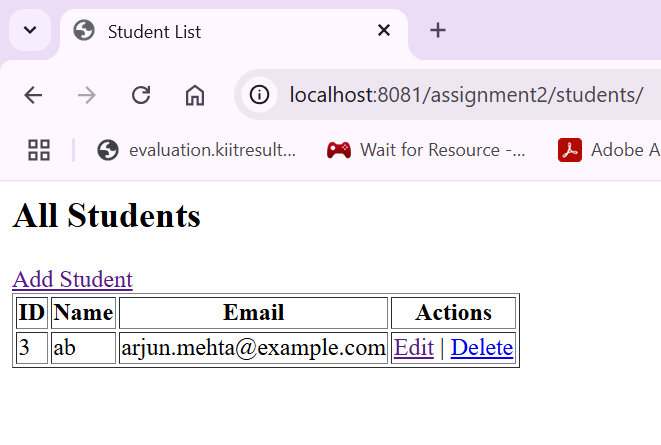 Student List
localhost:8081/assignment2/students/
evaluation.kiitresult... Wait for Resource -... Adobe A
All Students
Add Student
ID Name Email Actions
3 ab arjun.mehta@example.com Edit | Delete